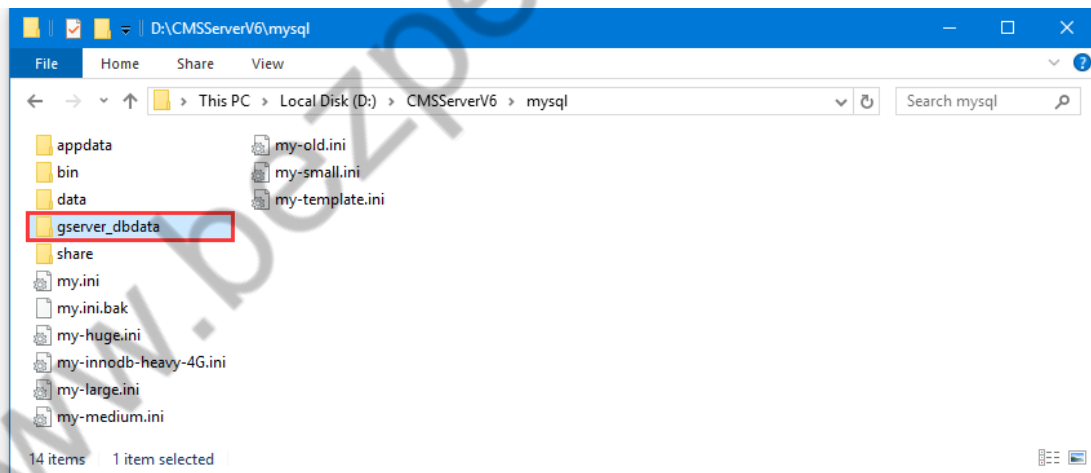 D:\CMSServerV6\mysql
File Home Share View
This PC > Local Disk (D:) > CMSServerV6 > mysql
Search mysql
appdata
bin
data
gserver_dbdata
share
my.ini
my.ini.bak
my-huge.ini
my-innodb-heavy-4G.ini
my-large.ini
my-medium.ini
my-old.ini
my-small.ini
my-template.ini
14 items 1 item selected
www.bezpe